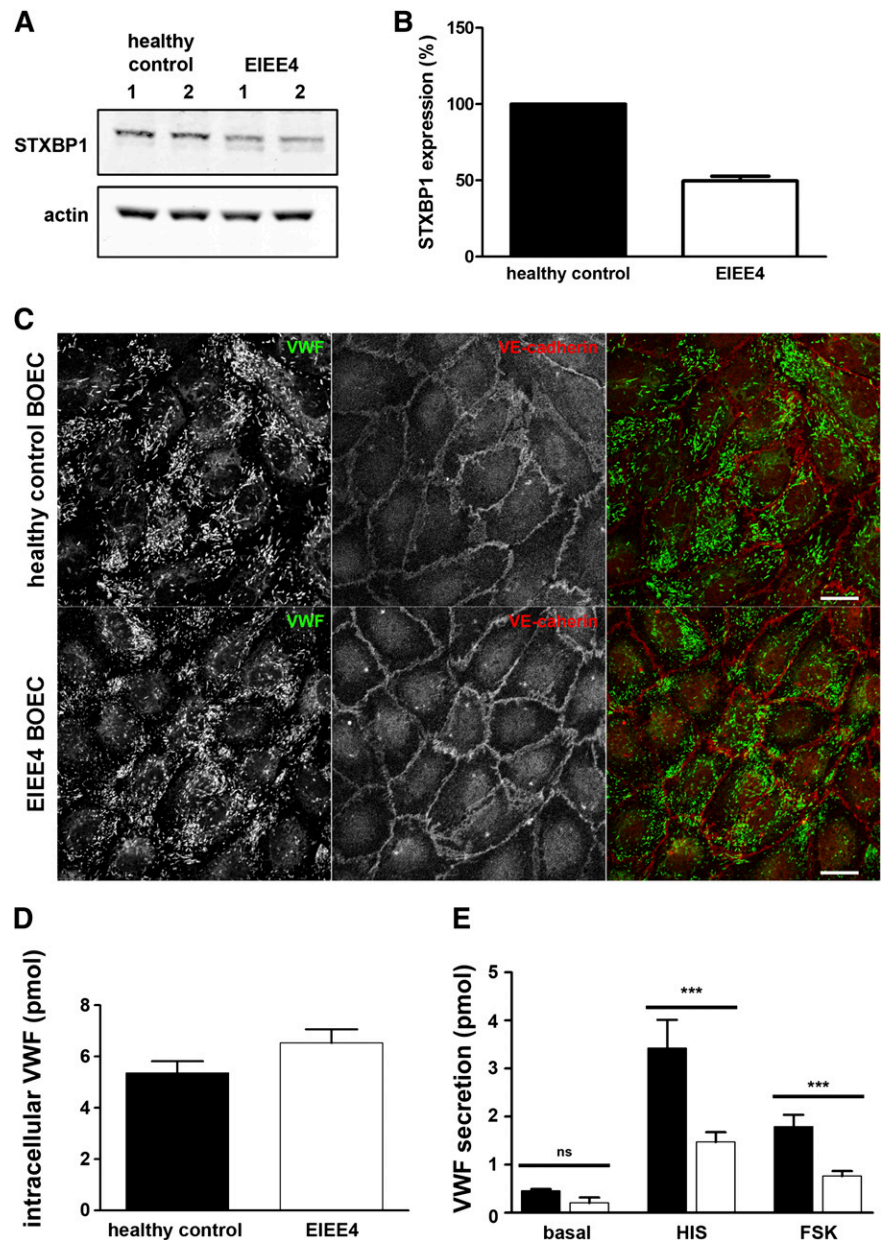 A
healthy
control
EIEE4
1 2 1 2
STXBP1
actin
B
STXBP1 expression (%)
150
100
50
0
healthy control
EIEE4
C
healthy control BOEC
VWF
VE-cadherin
EIEE4 BOEC
VWF
VE-caherin
D
intracellular VWF (pmol)
8
6
4
2
0
healthy control
EIEE4
E
VWF secretion (pmol)
5
4
3
2
1
0
ns
***
***
basal
HIS
FSK